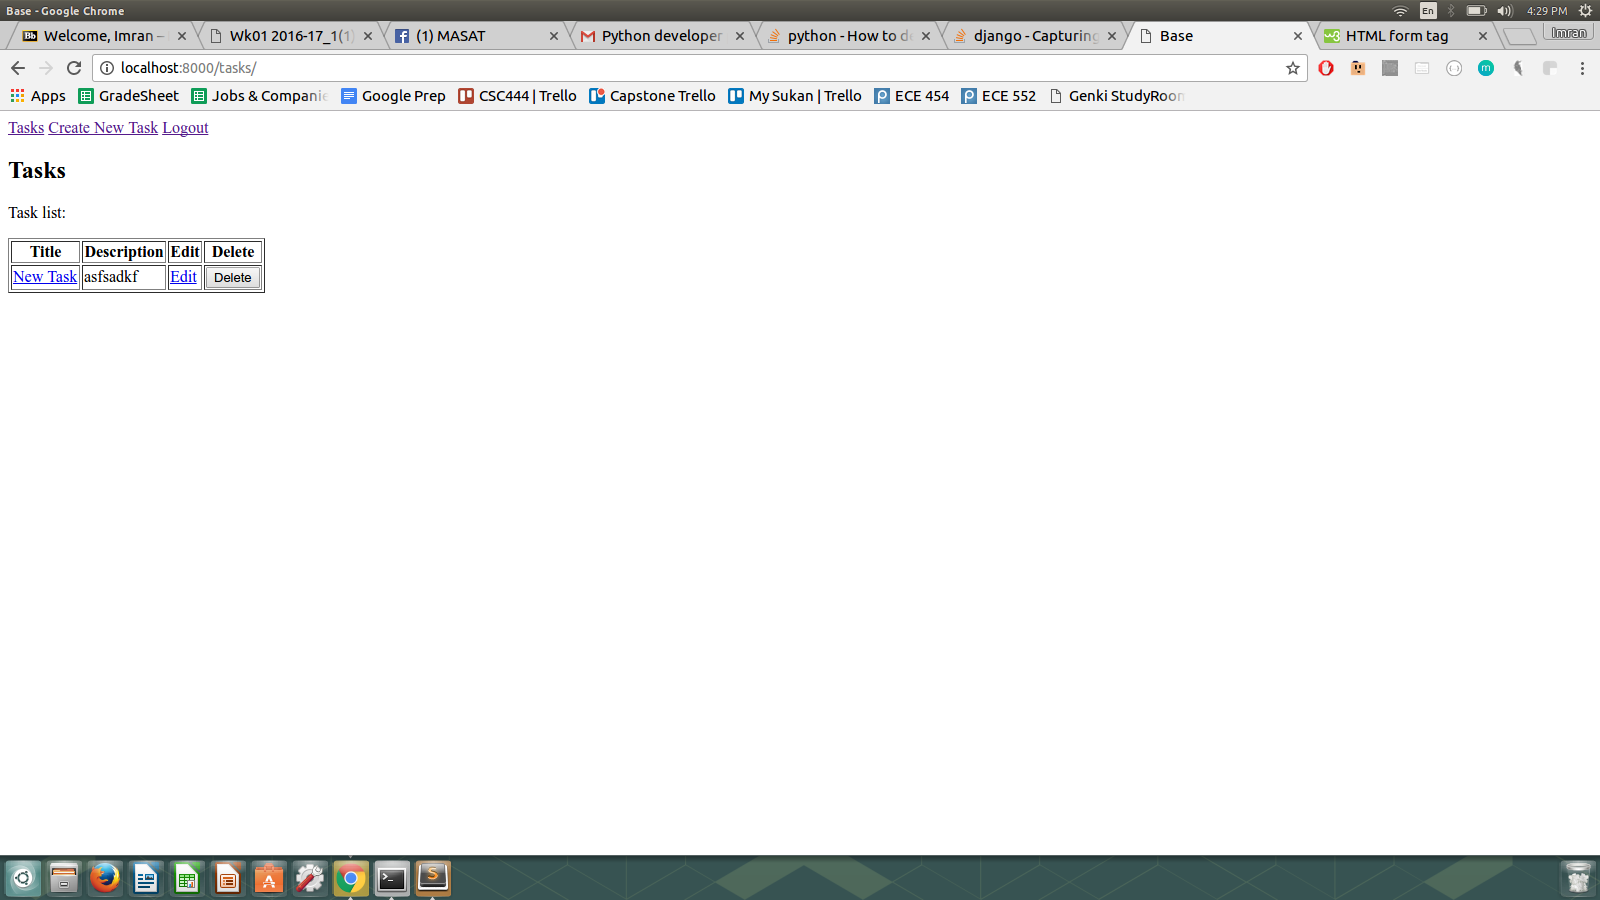 Base - Google Chrome
En
4:29 PM
Welcome, Imran –
Wk01 2016-17_1(1)
(1) MASAT
Python developer
python - How to d
django - Capturing
Base
HTML form tag
Imran
localhost:8000/tasks/
Apps
GradeSheet
Jobs & Companie
Google Prep
CSC444 | Trello
Capstone Trello
My Sukan | Trello
ECE 454
ECE 552
Genki StudyRoom
Tasks Create New Task Logout
Tasks
Task list:
Title Description Edit Delete
New Task asfsadkf Edit Delete